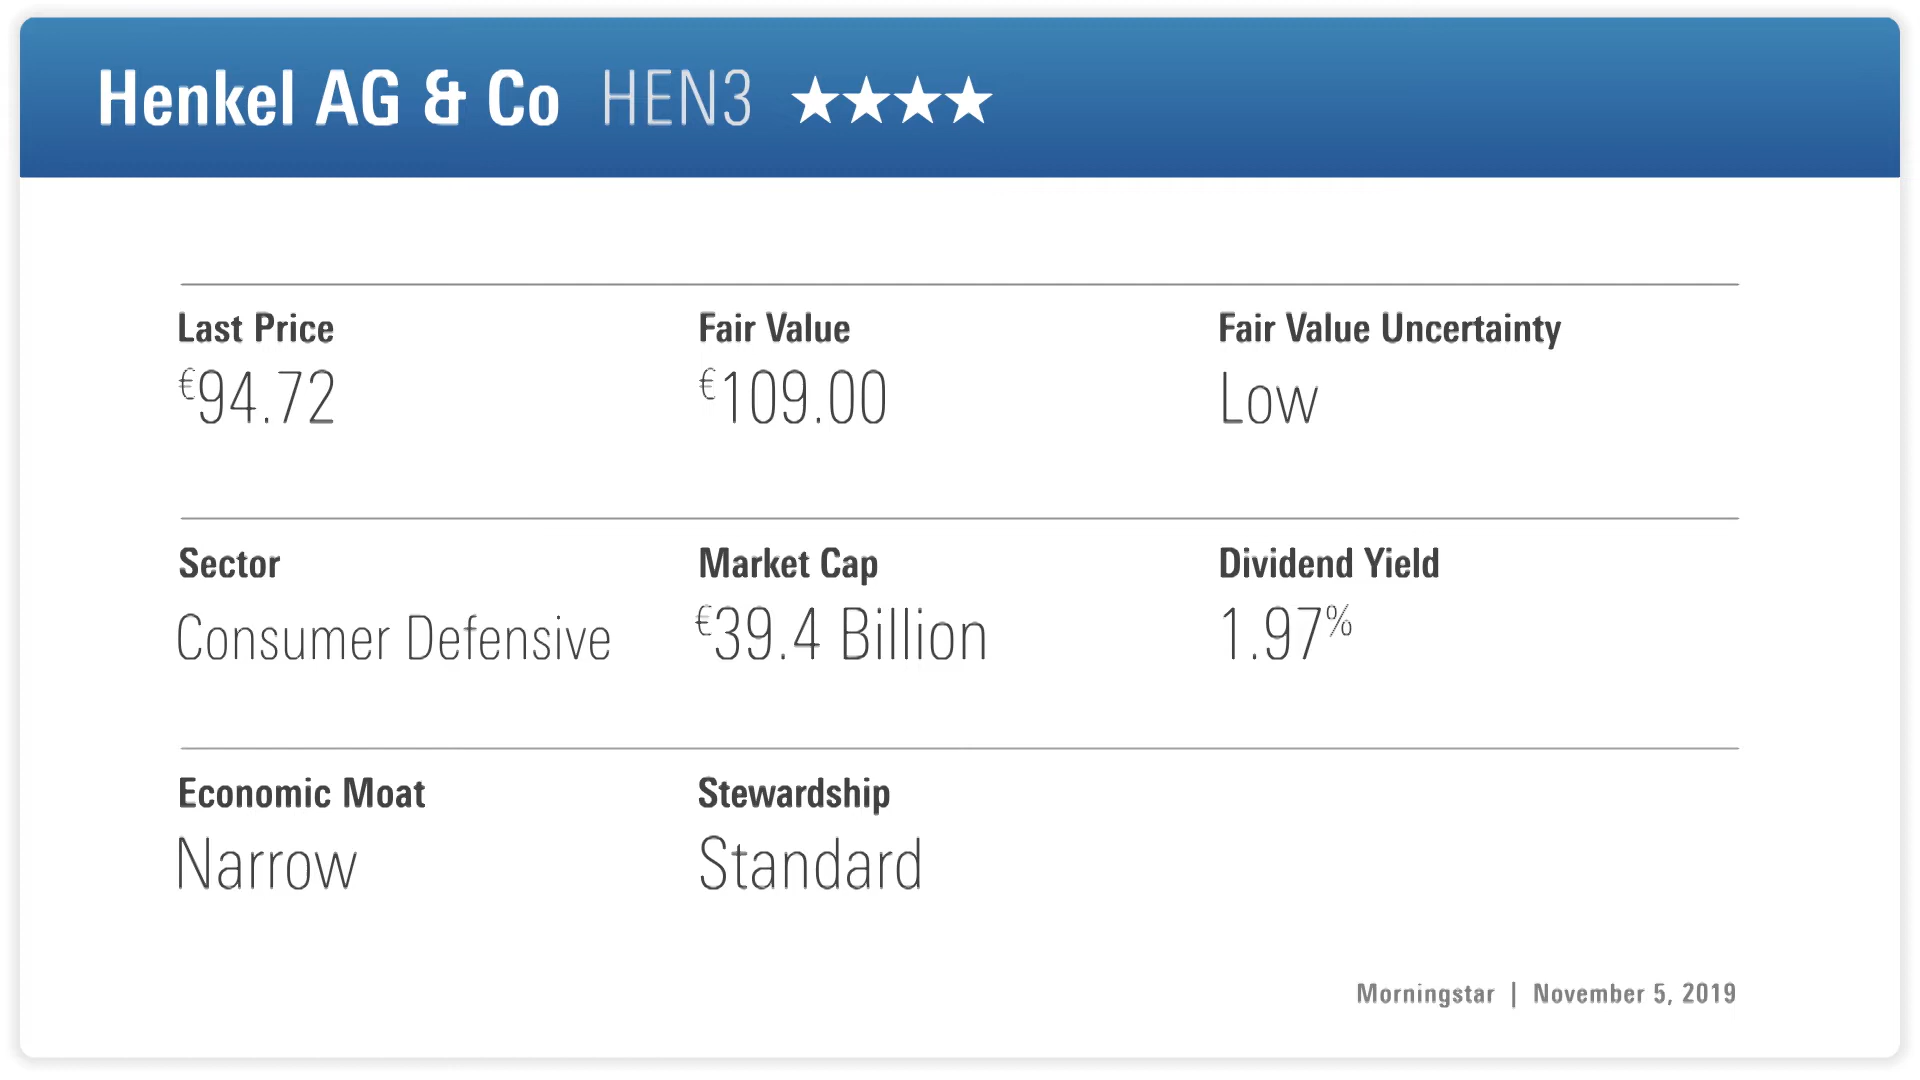 Henkel AG & Co HEN3 ★★★★
Last Price Fair Value Fair Value Uncertainty
€94.72 €109.00 Low
Sector Market Cap Dividend Yield
Consumer Defensive €39.4 Billion 1.97%
Economic Moat Stewardship
Narrow Standard
Morningstar | November 5, 2019